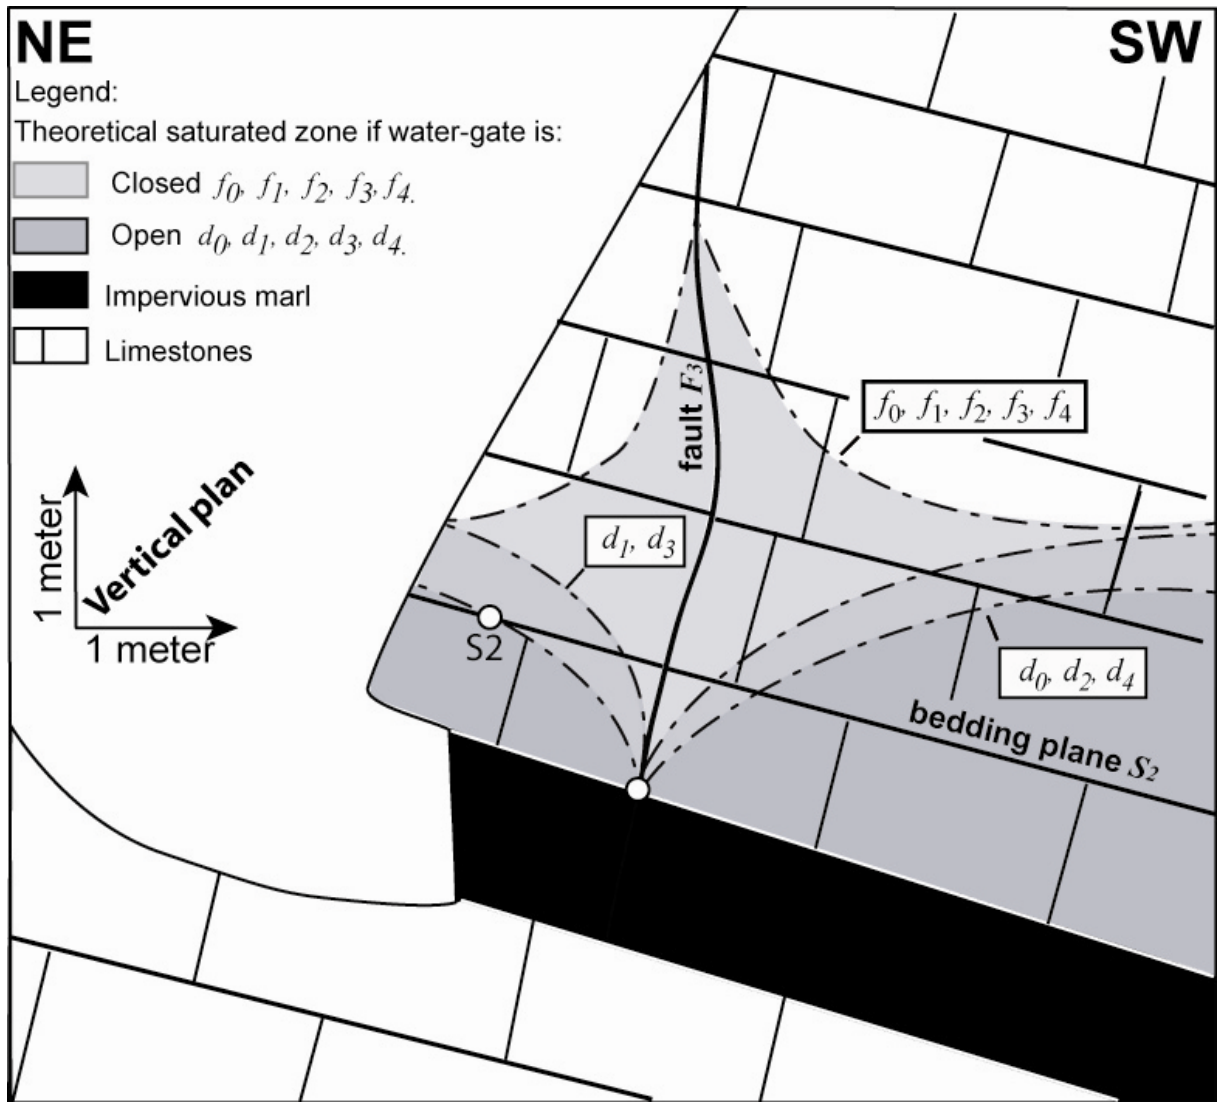 NE
SW
Legend:
Theoretical saturated zone if water-gate is:
Closed f0, f1, f2, f3, f4.
Open d0, d1, d2, d3, d4.
Impervious marl
Limestones
fault F3
f0, f1, f2, f3, f4
Vertical plan
1 meter
1 meter
d1, d3
S2
d0, d2, d4
bedding plane S2